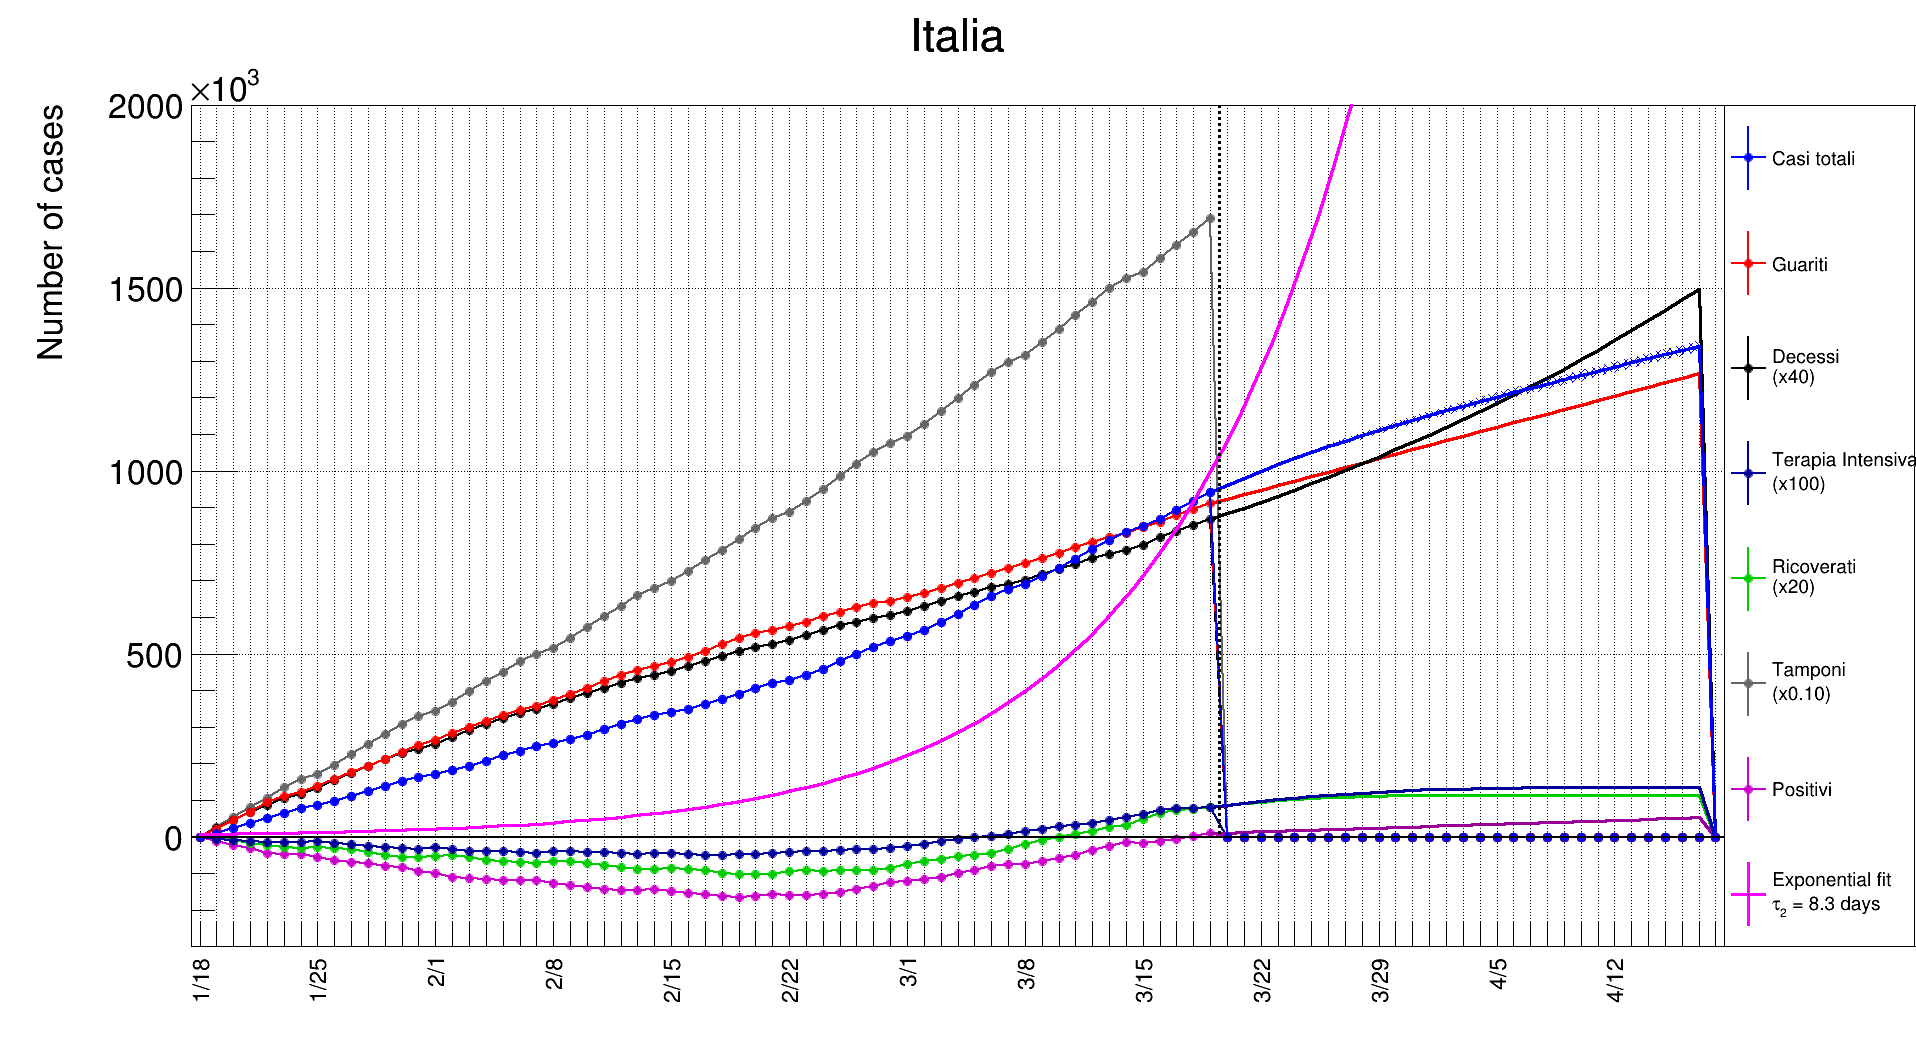 Italia
×10³
Number of cases
2000
1500
1000
500
0
1/18
1/25
2/1
2/8
2/15
2/22
3/1
3/8
3/15
3/22
3/29
4/5
4/12
Casi totali
Guariti
Decessi
(x40)
Terapia Intensiva
(x100)
Ricoverati
(x20)
Tamponi
(x0.10)
Positivi
Exponential fit
τ₂ = 8.3 days